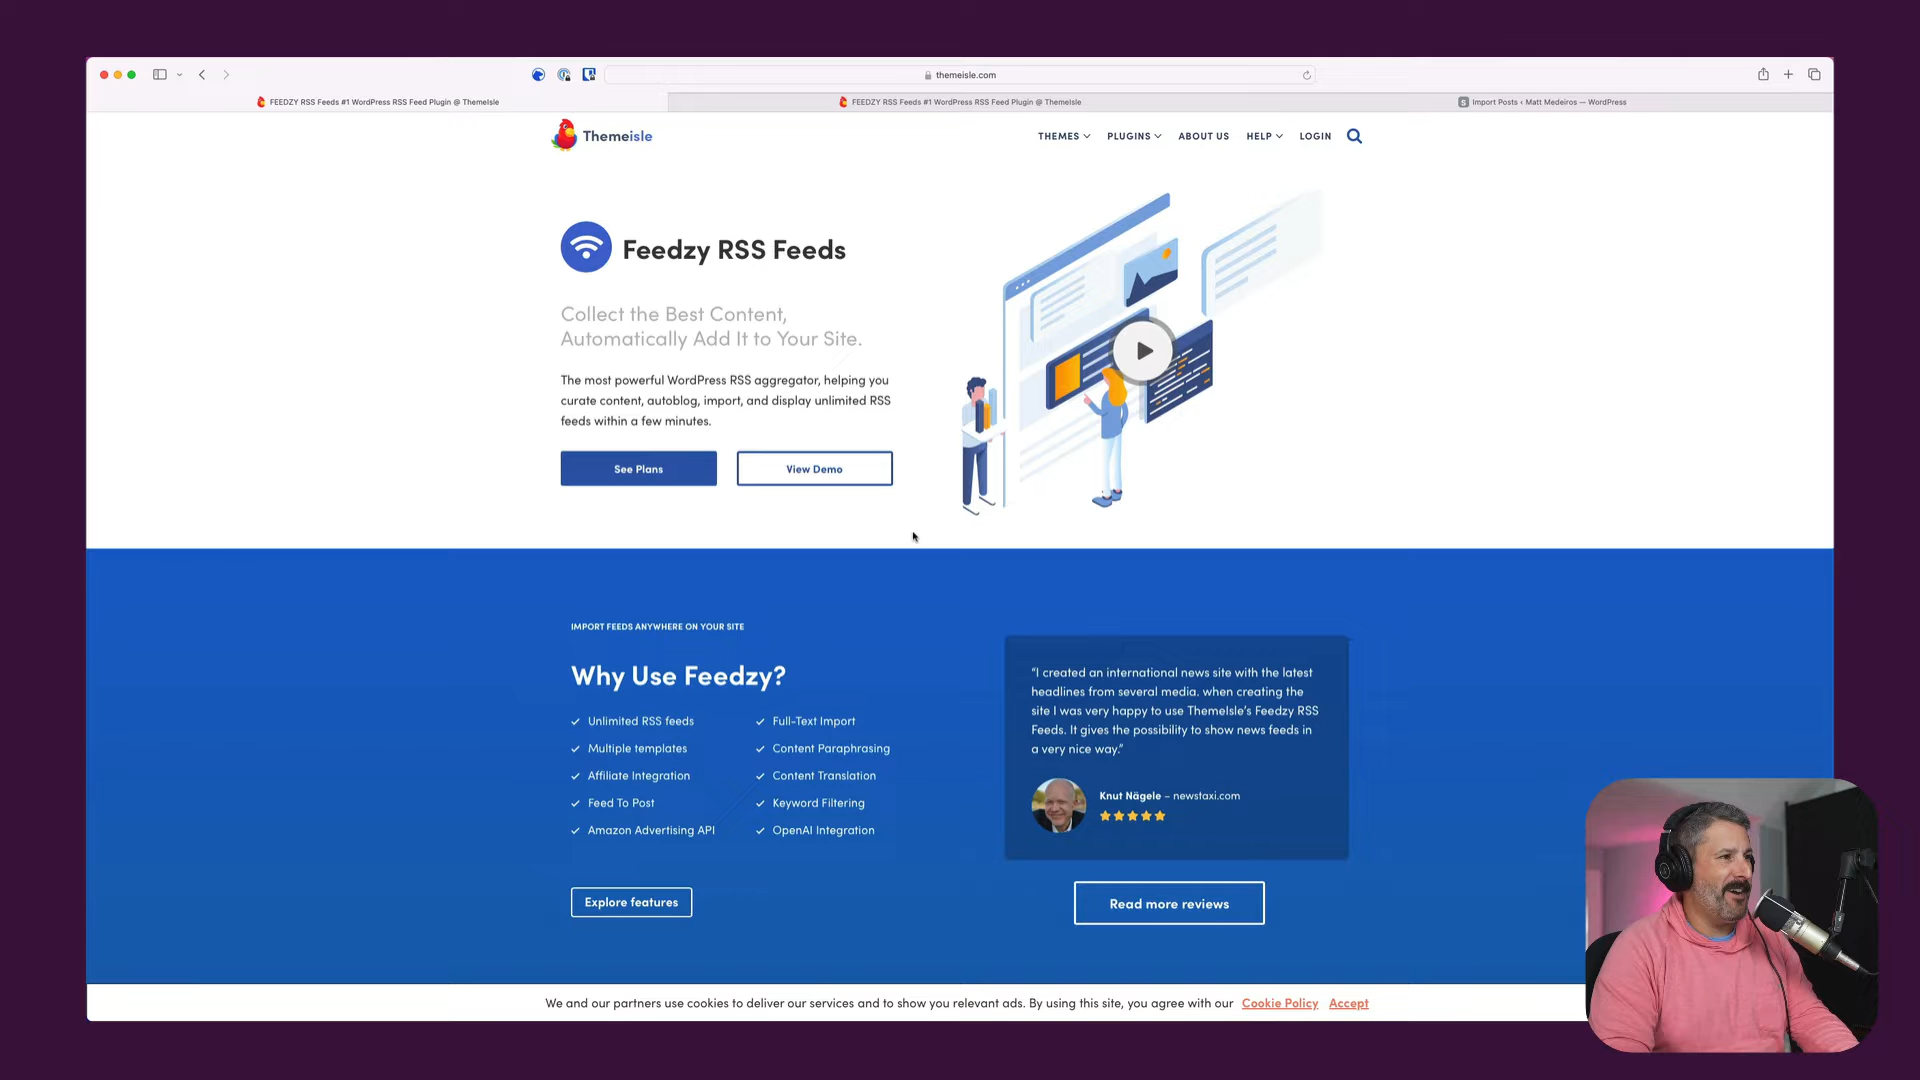 themeisle.com
FEEDZY RSS Feeds #1 WordPress RSS Feed Plugin @ ThemeIsle
FEEDZY RSS Feeds #1 WordPress RSS Feed Plugin @ ThemeIsle
S Import Posts ‹ Matt Medeiros — WordPress
Themeisle
THEMES
PLUGINS
ABOUT US
HELP
LOGIN
Feedzy RSS Feeds
Collect the Best Content,
Automatically Add It to Your Site.
The most powerful WordPress RSS aggregator, helping you
curate content, autoblog, import, and display unlimited RSS
feeds within a few minutes.
See Plans
View Demo
IMPORT FEEDS ANYWHERE ON YOUR SITE
Why Use Feedzy?
Unlimited RSS feeds
Multiple templates
Affiliate Integration
Feed To Post
Amazon Advertising API
Full-Text Import
Content Paraphrasing
Content Translation
Keyword Filtering
OpenAI Integration
Explore features
“I created an international news site with the latest
headlines from several media. when creating the
site I was very happy to use ThemeIsle’s Feedzy RSS
Feeds. It gives the possibility to show news feeds in
a very nice way.”
Knut Nägele – newstaxi.com
Read more reviews
We and our partners use cookies to deliver our services and to show you relevant ads. By using this site, you agree with our Cookie Policy Accept